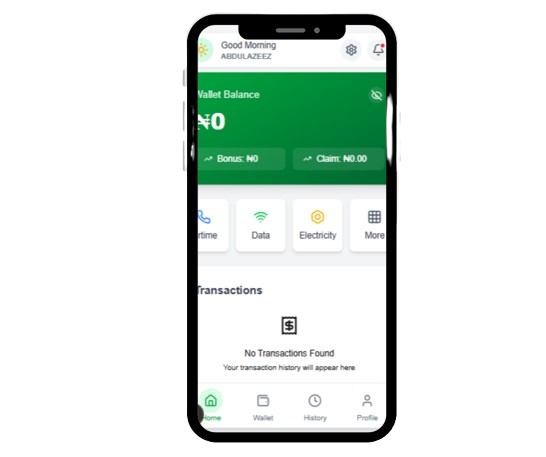 Good Morning
ABDULAZEEZ
Wallet Balance
₦0
Bonus: ₦0
Claim: ₦0.00
rtime
Data
Electricity
More
Transactions
No Transactions Found
Your transaction history will appear here
Home
Wallet
History
Profile